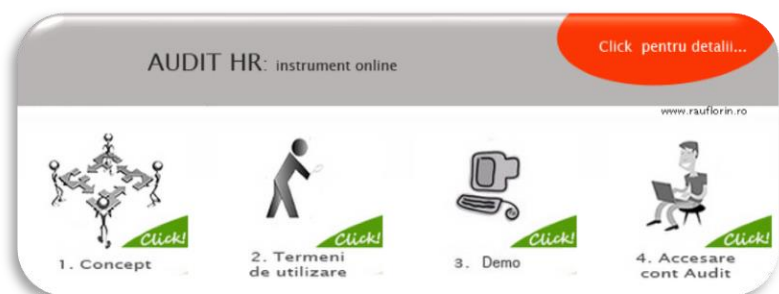 Click pentru detalii...
AUDIT HR: instrument online
www.rauflorin.ro
Click!
Click!
Click!
Click!
1. Concept
2. Termeni
de utilizare
3. Demo
4. Accesare
cont Audit